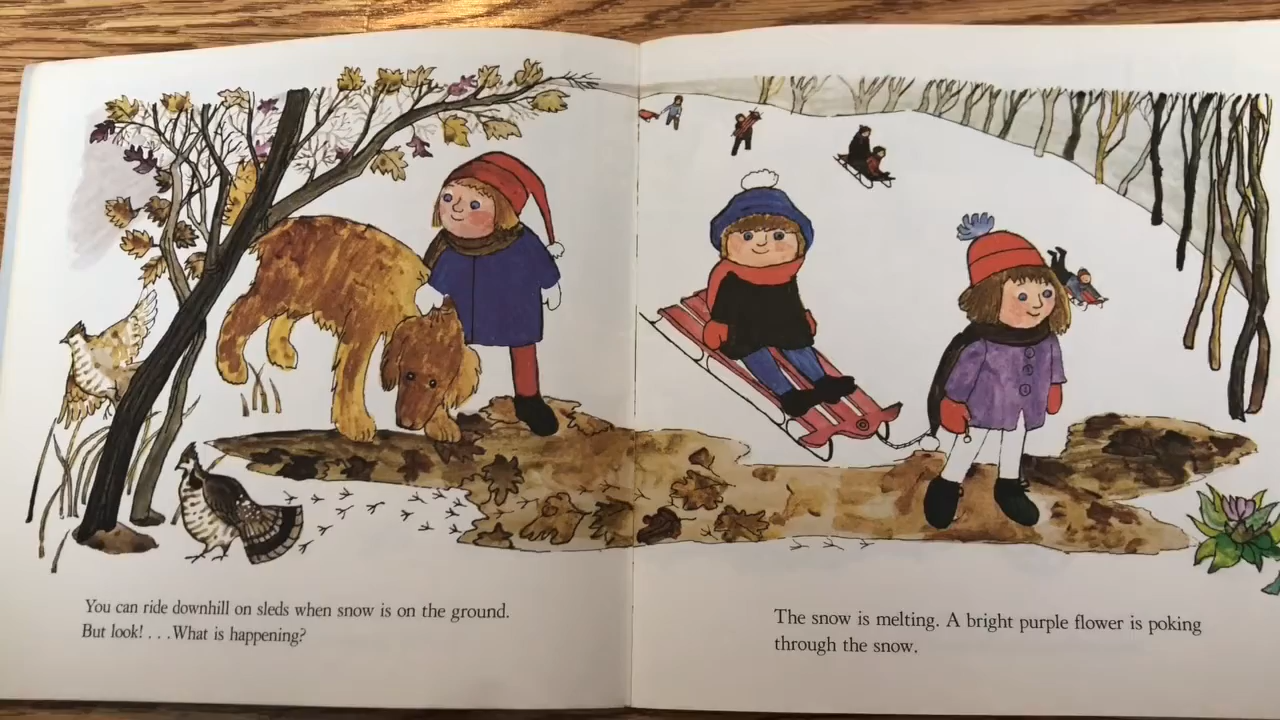 You can ride downhill on sleds when snow is on the ground.
But look! . . . What is happening?
The snow is melting. A bright purple flower is poking
through the snow.